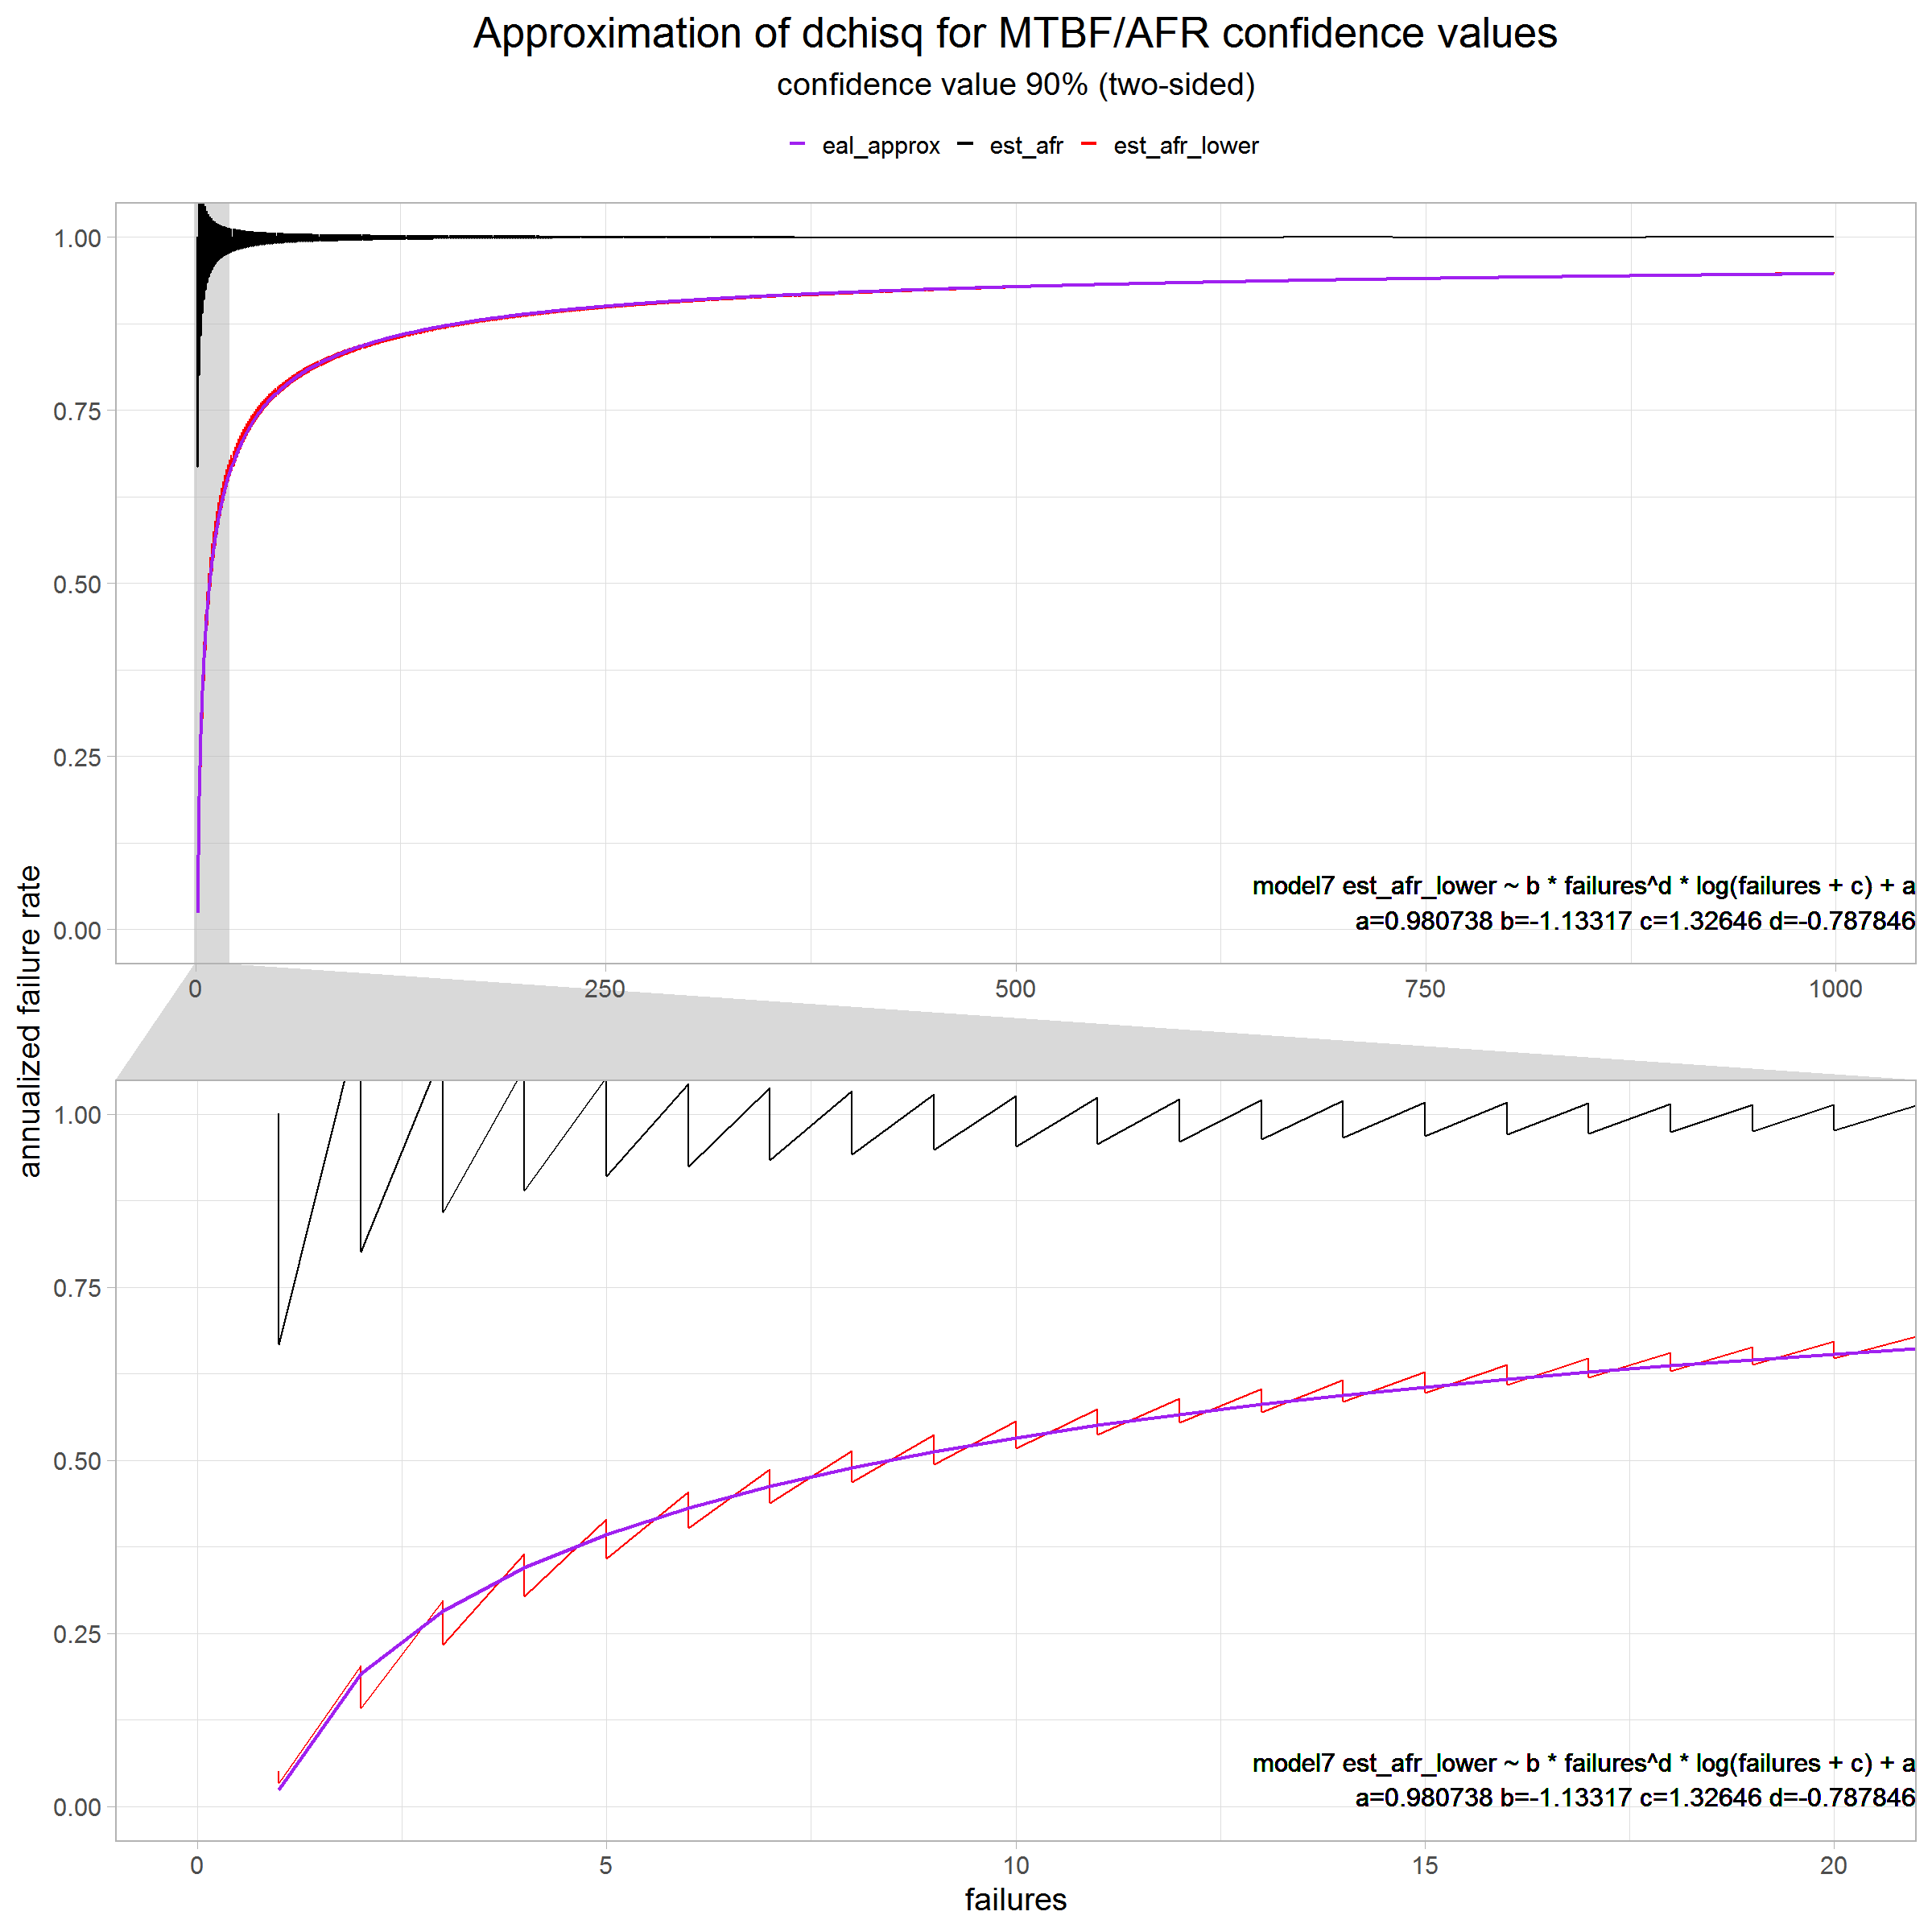 Approximation of dchisq for MTBF/AFR confidence values
confidence value 90% (two-sided)
eal_approx est_afr est_afr_lower
annualized failure rate
1.00
0.75
0.50
0.25
0.00
model7 est_afr_lower ~ b * failures^d * log(failures + c) + a
a=0.980738 b=-1.13317 c=1.32646 d=-0.787846
0 250 500 750 1000
1.00
0.75
0.50
0.25
0.00
model7 est_afr_lower ~ b * failures^d * log(failures + c) + a
a=0.980738 b=-1.13317 c=1.32646 d=-0.787846
0 5 10 15 20
failures